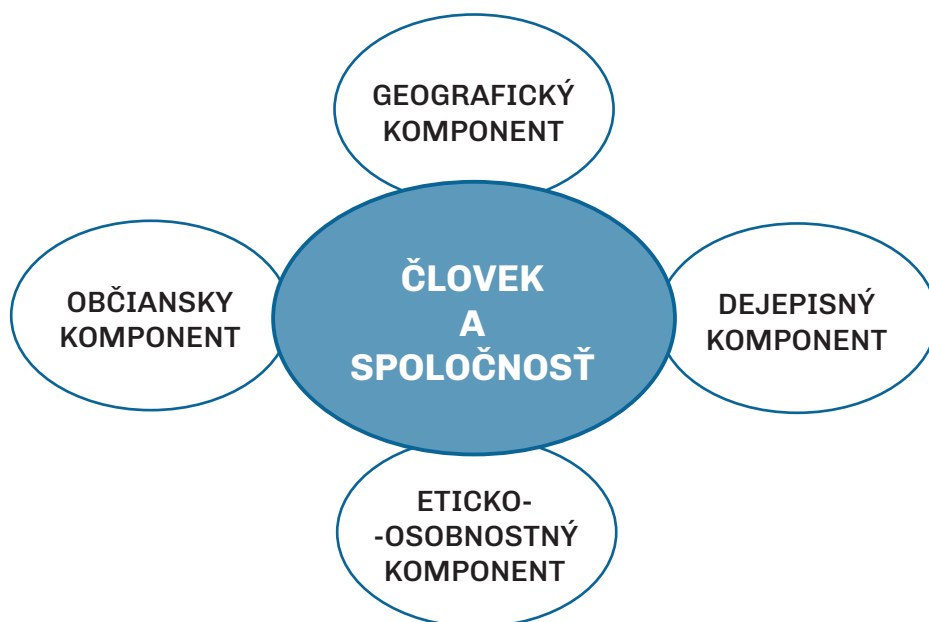 GEOGRAFICKÝ
KOMPONENT
OBČIANSKY
KOMPONENT
ČLOVEK
A
SPOLOČNOSŤ
DEJEPISNÝ
KOMPONENT
ETICKO-
-OSOBNOSTNÝ
KOMPONENT